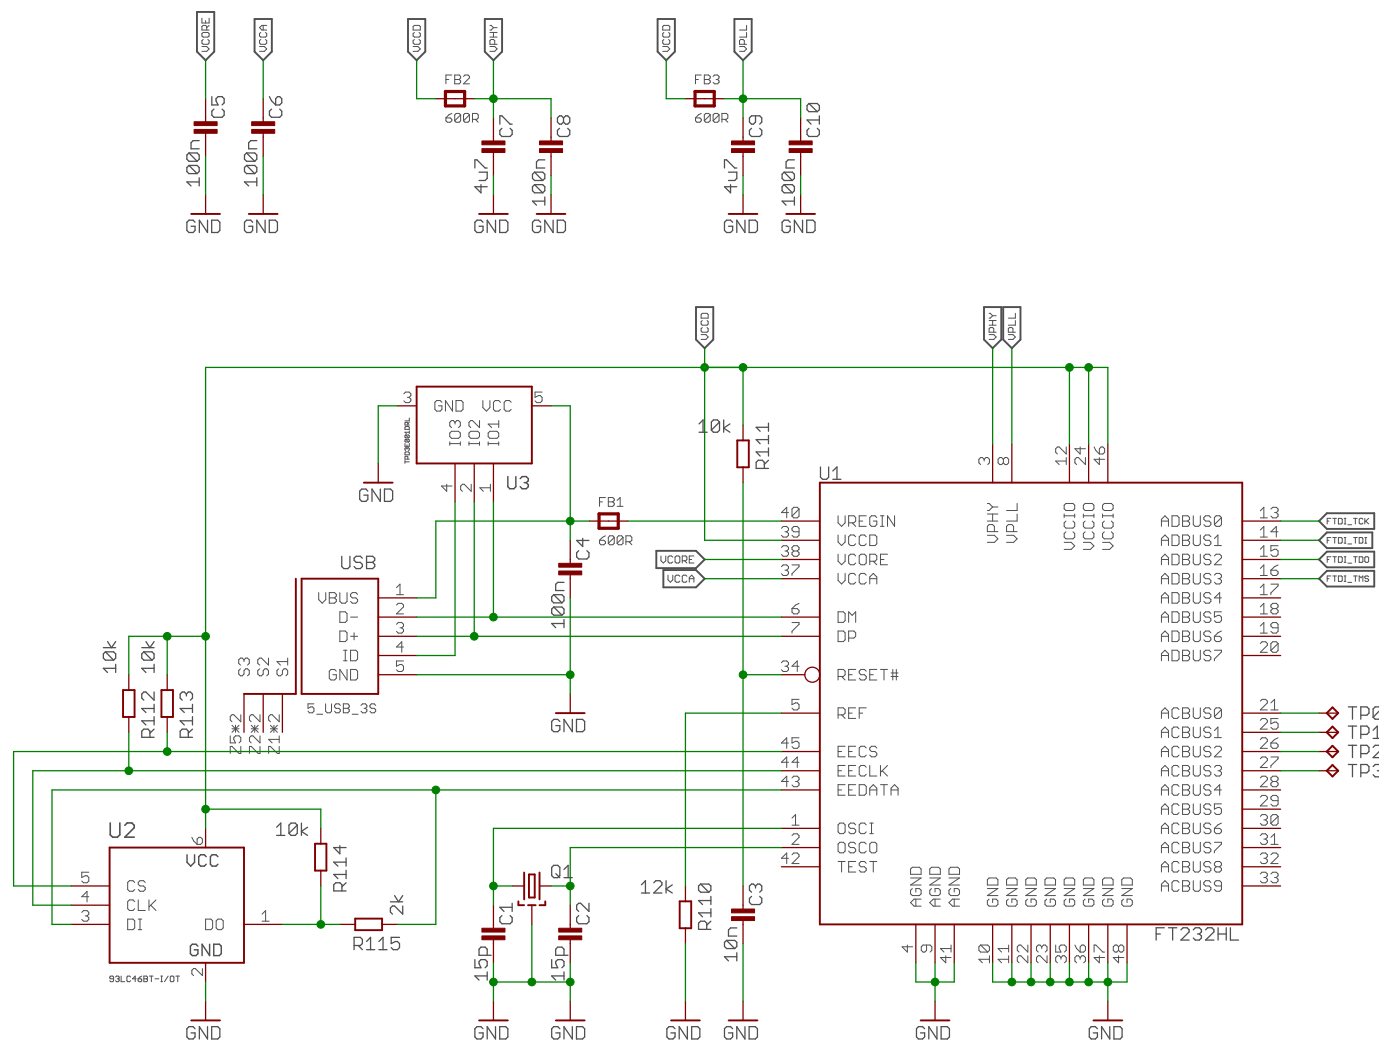 VCORE VCCA VCCD VPHY VCCD VPLL
FB2 FB3
600R 600R
C5 C6 C7 C8 C9 C10
100n 100n 4u7 100n 4u7 100n
GND GND GND GND GND GND
VCCD VPHY VPLL
3 GND VCC 5
IO3 IO2 IO1
TPD3E001DRL
4 2 1 U3
GND
10k R111
FB1
600R
C4
100n
GND
USB
VBUS 1
D- 2
D+ 3
ID 4
GND 5
S3 S2 S1
5_USB_3S
Z5*2 Z2*2 Z1*2
10k 10k
R112 R113
VCORE
VCCA
U1
3 8 12 24 46
VPHY VPLL VCCIO VCCIO VCCIO
40 VREGIN
39 VCCD
38 VCORE
37 VCCA
6 DM
7 DP
34 RESET#
5 REF
45 EECS
44 EECLK
43 EEDATA
1 OSCI
2 OSCO
42 TEST
ADBUS0 13 FTDI_TCK
ADBUS1 14 FTDI_TDI
ADBUS2 15 FTDI_TDO
ADBUS3 16 FTDI_TMS
ADBUS4 17
ADBUS5 18
ADBUS6 19
ADBUS7 20
ACBUS0 21 TP0
ACBUS1 25 TP1
ACBUS2 26 TP2
ACBUS3 27 TP3
ACBUS4 28
ACBUS5 29
ACBUS6 30
ACBUS7 31
ACBUS8 32
ACBUS9 33
AGND AGND AGND GND GND GND GND GND GND GND GND
FT232HL
4 9 41 10 11 22 23 35 36 47 48
GND GND
U2
6
VCC
5 CS
4 CLK
3 DI
DO 1
GND
2
93LC46BT-I/OT
GND
10k R114
2k
R115
Q1
C1 C2
15p 15p
GND GND
12k R110
GND
C3
10n
GND